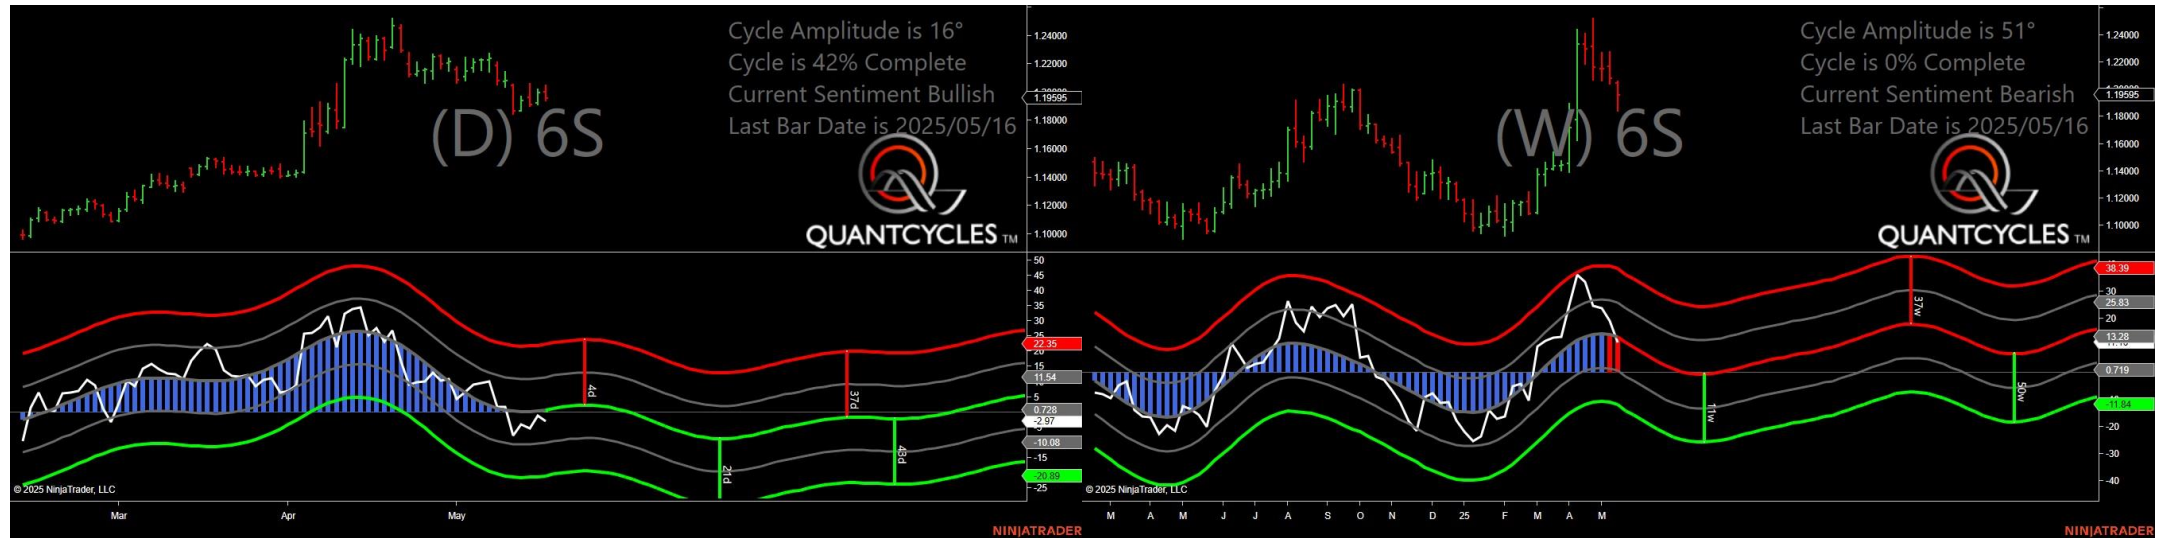 Cycle Amplitude is 16°
Cycle is 42% Complete
Current Sentiment Bullish
Last Bar Date is 2025/05/16
(D) 6S
QUANTCYCLES TM
1.24000
1.22000
1.19595
1.18000
1.16000
1.14000
1.12000
1.10000
50
45
40
35
30
25
22.35
20
15
11.54
5
0.728
-2.97
-10.08
-15
-20.89
-25
4d
21d
37d
43d
© 2025 NinjaTrader, LLC
Mar Apr May
NINJATRADER
Cycle Amplitude is 51°
Cycle is 0% Complete
Current Sentiment Bearish
Last Bar Date is 2025/05/16
(W) 6S
QUANTCYCLES TM
1.24000
1.22000
1.19595
1.18000
1.16000
1.14000
1.12000
1.10000
38.39
30
25.83
20
13.28
0.719
-11.84
-20
-30
-40
11w
37w
50w
© 2025 NinjaTrader, LLC
M A M J J A S O N D 25 F M A M
NINJATRADER